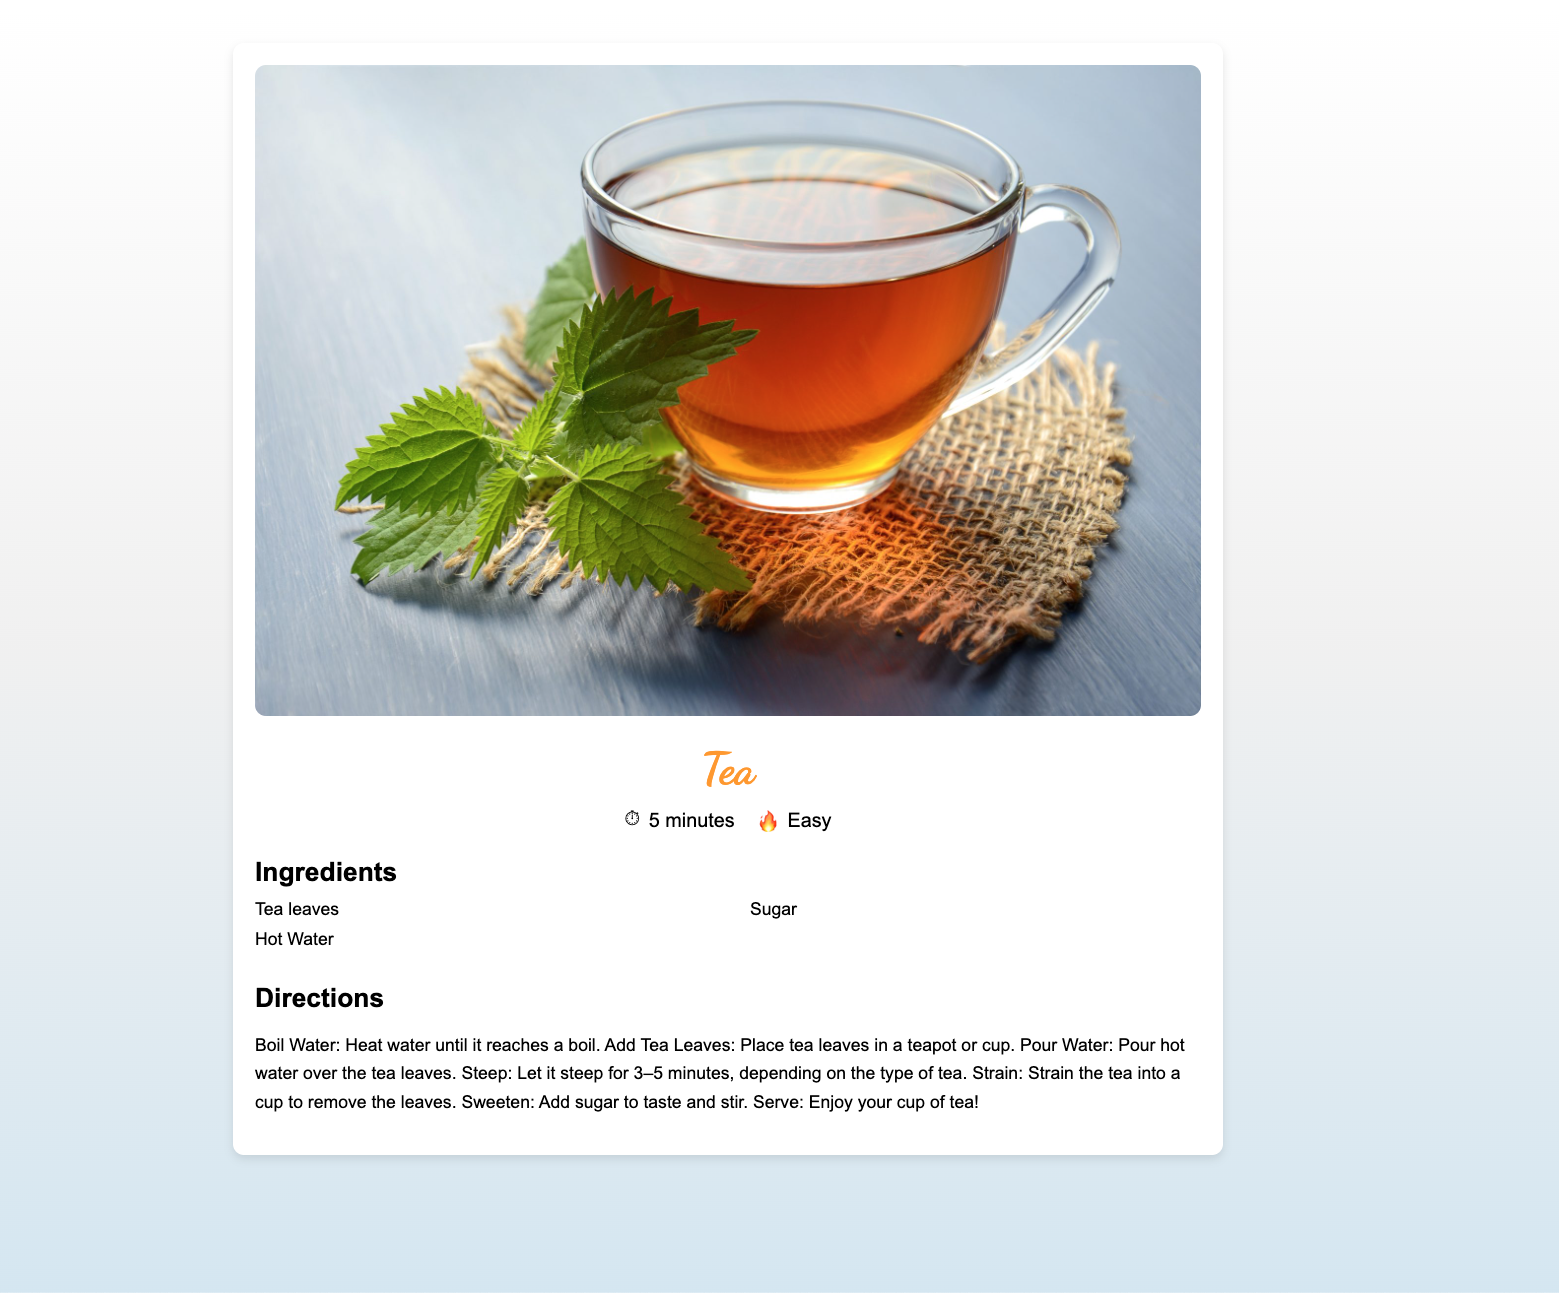 Tea
⏱ 5 minutes 🔥 Easy
Ingredients
Tea leaves Sugar
Hot Water
Directions
Boil Water: Heat water until it reaches a boil. Add Tea Leaves: Place tea leaves in a teapot or cup. Pour Water: Pour hot
water over the tea leaves. Steep: Let it steep for 3–5 minutes, depending on the type of tea. Strain: Strain the tea into a
cup to remove the leaves. Sweeten: Add sugar to taste and stir. Serve: Enjoy your cup of tea!